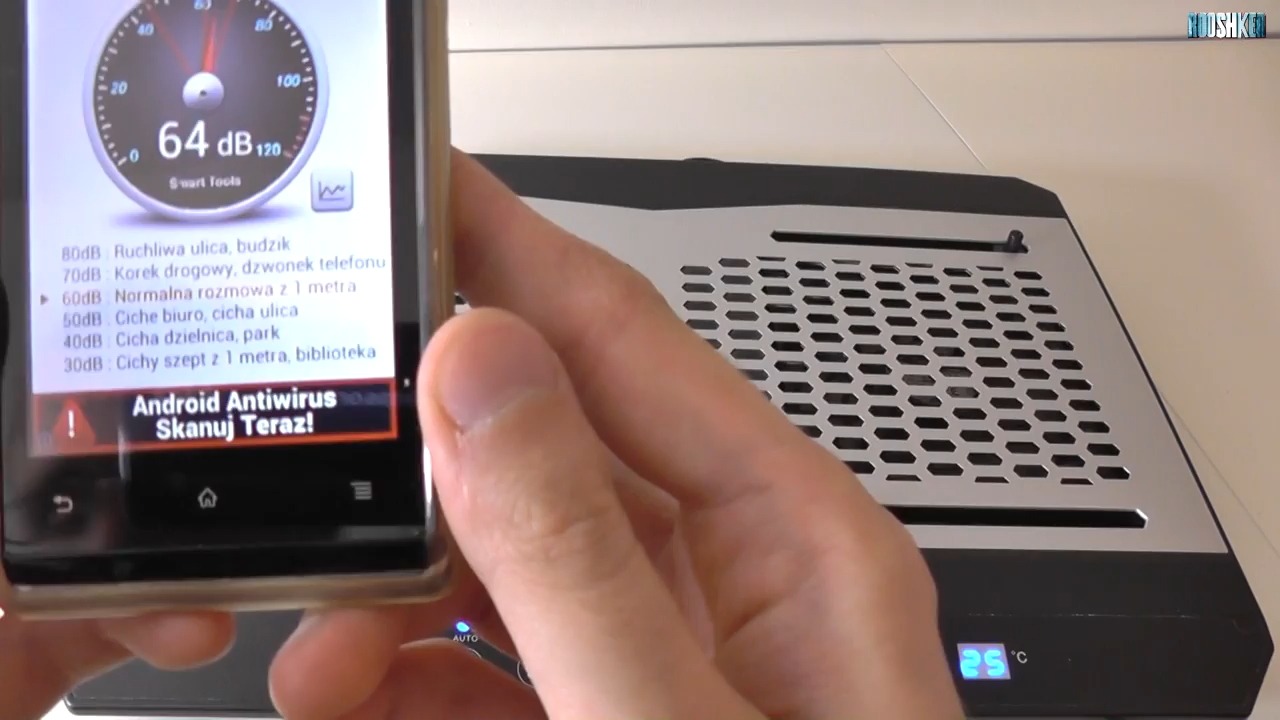 ROOSHKEN
40
60
80
20
100
64 dB
0
120
Smart Tools
80dB : Ruchliwa ulica, budzik
70dB : Korek drogowy, dzwonek telefonu
60dB : Normalna rozmowa z 1 metra
50dB : Ciche biuro, cicha ulica
40dB : Cicha dzielnica, park
30dB : Cichy szept z 1 metra, biblioteka
! Android Antiwirus
Skanuj Teraz!
AUTO
25 °C